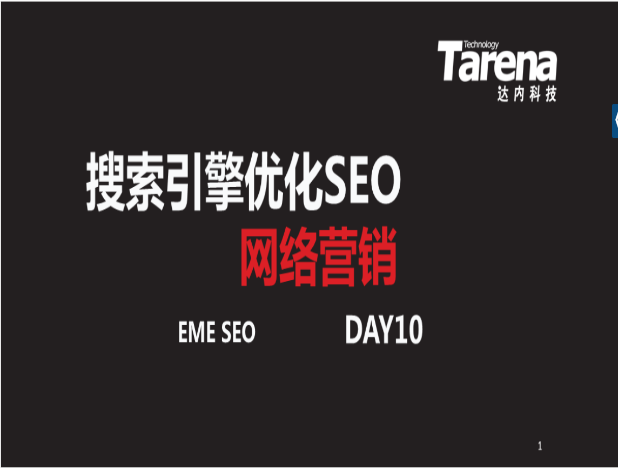 Technology
Tarena
达内科技
搜索引擎优化SEO
网络营销
EME SEO DAY10
1